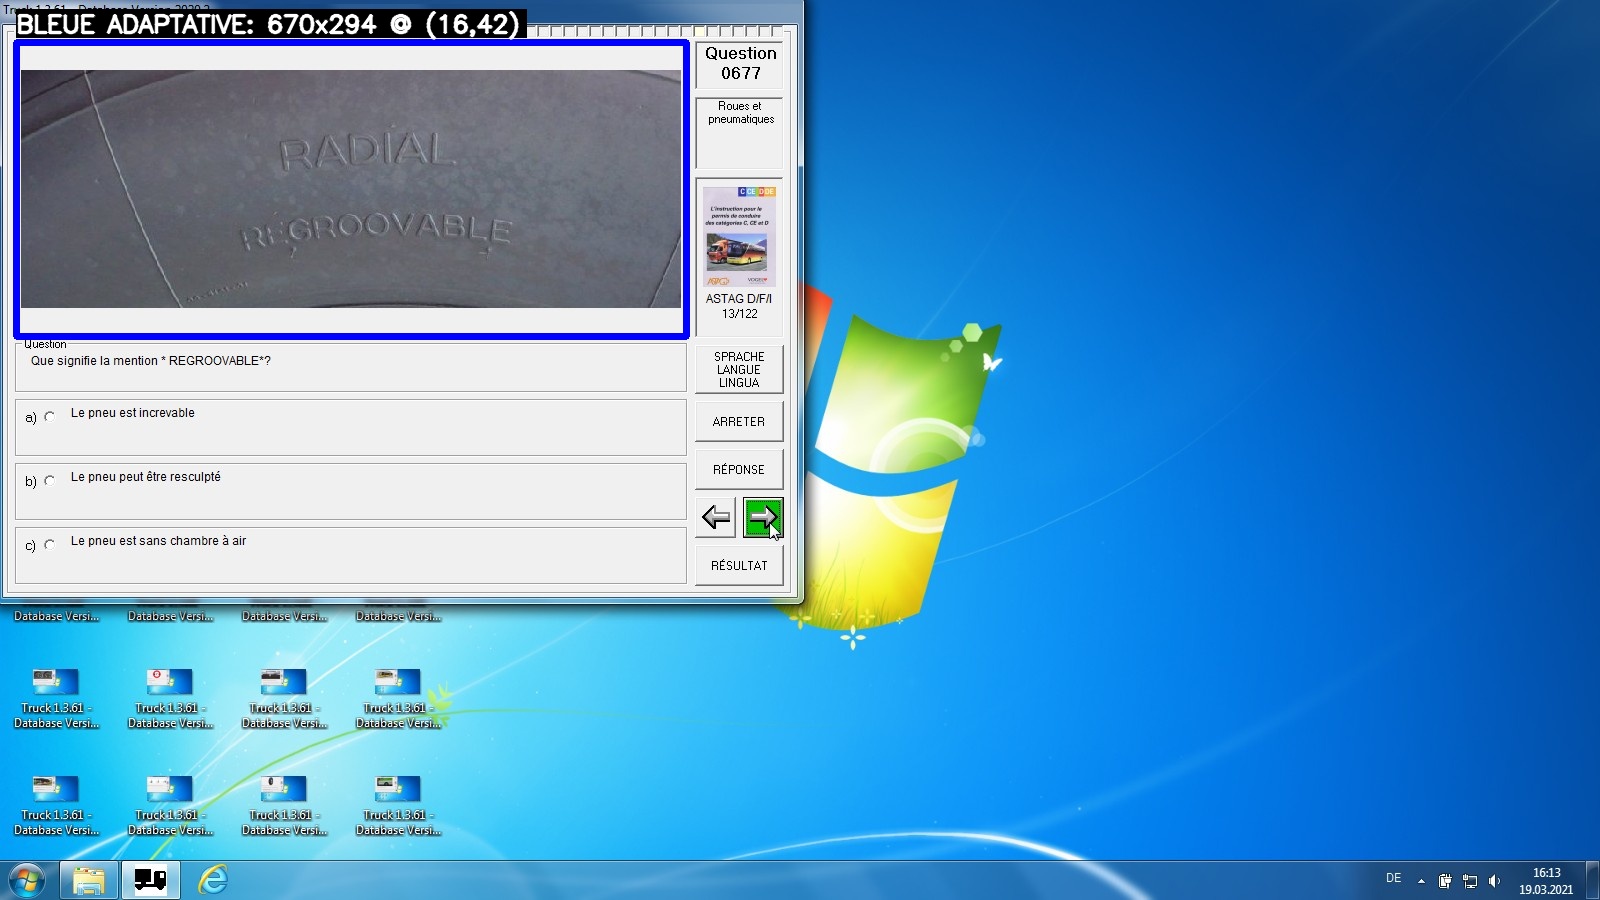 BLEUE ADAPTATIVE: 670x294 @ (16,42)
RADIAL
REGROOVABLE
Question
0677
Roues et
pneumatiques
C CE D DE
L'instruction pour le
permis de conduire
des catégories C, CE et D
ASTAG D/F/I
13/122
Question
Que signifie la mention * REGROOVABLE*?
a) Le pneu est increvable
b) Le pneu peut être resculpté
c) Le pneu est sans chambre à air
SPRACHE
LANGUE
LINGUA
ARRETER
RÉPONSE
RÉSULTAT
Database Versi... Database Versi... Database Versi... Database Versi...
Truck 1.3.61 - Truck 1.3.61 - Truck 1.3.61 - Truck 1.3.61 -
Database Versi... Database Versi... Database Versi... Database Versi...
Truck 1.3.61 - Truck 1.3.61 - Truck 1.3.61 - Truck 1.3.61 -
Database Versi... Database Versi... Database Versi... Database Versi...
DE
16:13
19.03.2021